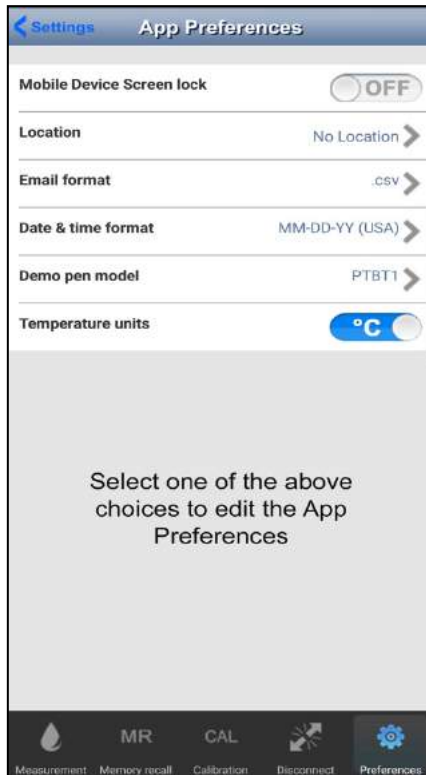 Settings App Preferences
Mobile Device Screen lock OFF
Location No Location
Email format .csv
Date & time format MM-DD-YY (USA)
Demo pen model PTBT1
Temperature units °C
Select one of the above
choices to edit the App
Preferences
MR CAL
Measurement Memory recall Calibration Disconnect Preferences